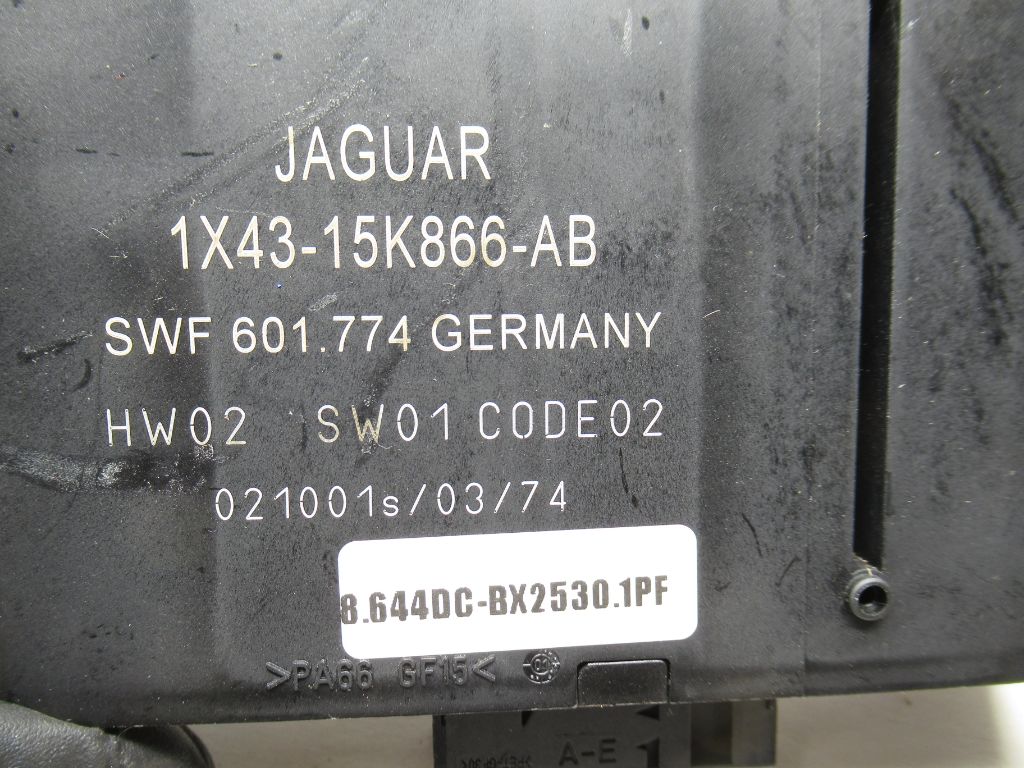 JAGUAR
1X43-15K866-AB
SWF 601.774 GERMANY
HW02 SW01 CODE02
021001s/03/74
8.644DC-BX2530.1PF
>PA66 GF15<
A-E 1